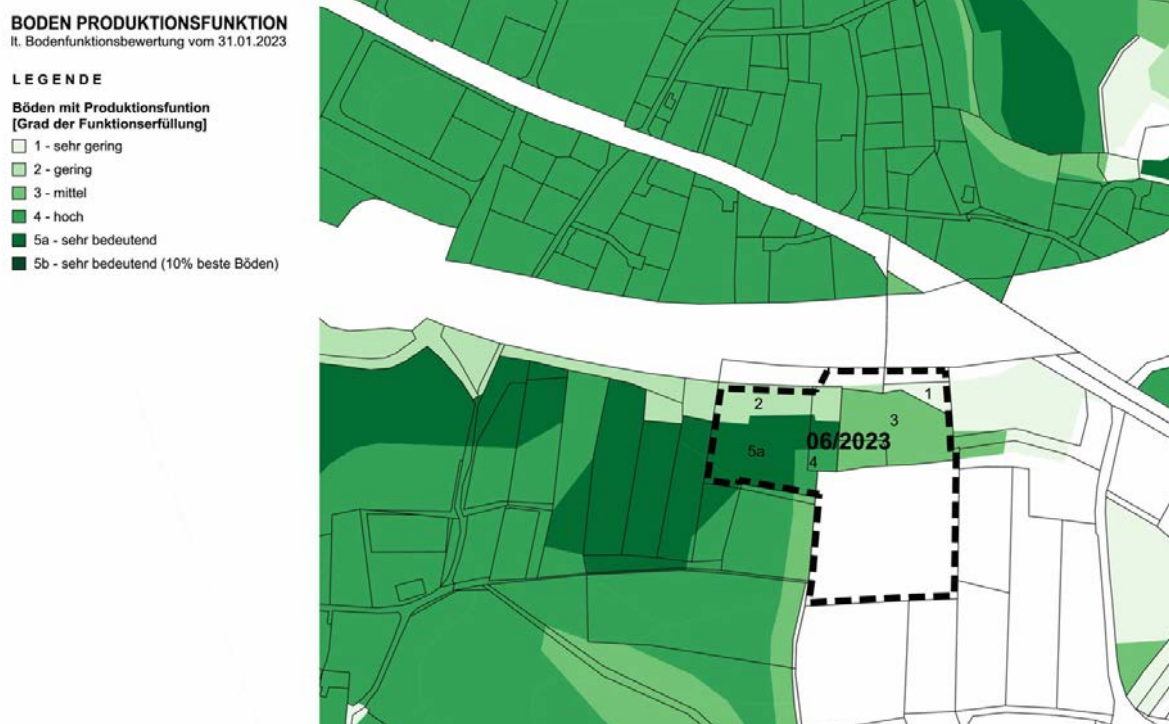 BODEN PRODUKTIONSFUNKTION
lt. Bodenfunktionsbewertung vom 31.01.2023
LEGENDE
Böden mit Produktionsfuntion
[Grad der Funktionserfüllung]
1 - sehr gering
2 - gering
3 - mittel
4 - hoch
5a - sehr bedeutend
5b - sehr bedeutend (10% beste Böden)
1
2
3
06/2023
5a
4